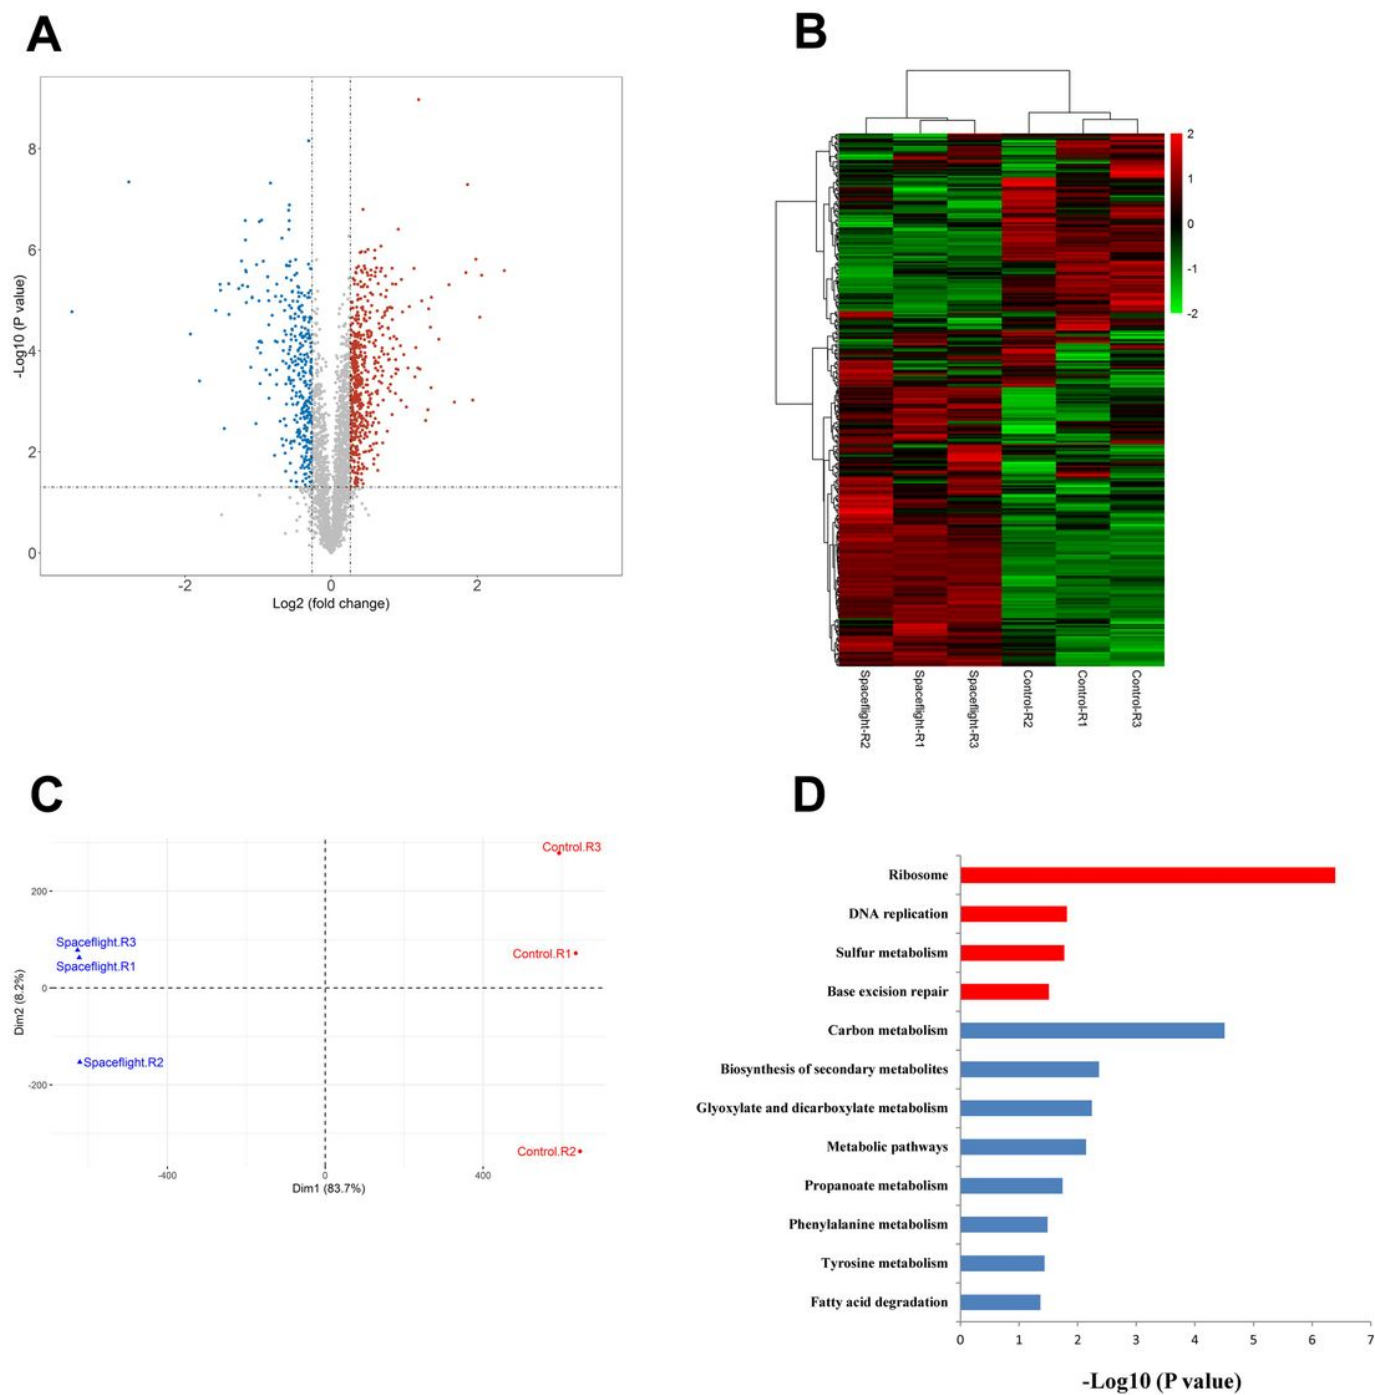 A
8
6
4
2
0
-Log10 (P value)
-2
0
2
Log2 (fold change)
B
2
1
0
-1
-2
Spaceflight-R2
Spaceflight-R1
Spaceflight-R3
Control-R2
Control-R1
Control-R3
C
Control.R3
200
Spaceflight.R3
Control.R1
Spaceflight.R1
0
Dim2 (8.2%)
Spaceflight.R2
-200
Control.R2
-400
0
400
Dim1 (83.7%)
D
Ribosome
DNA replication
Sulfur metabolism
Base excision repair
Carbon metabolism
Biosynthesis of secondary metabolites
Glyoxylate and dicarboxylate metabolism
Metabolic pathways
Propanoate metabolism
Phenylalanine metabolism
Tyrosine metabolism
Fatty acid degradation
0 1 2 3 4 5 6 7
-Log10 (P value)